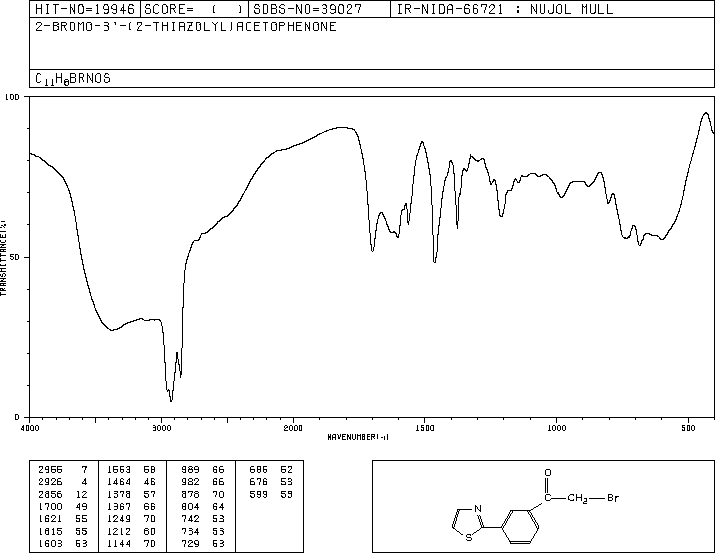 HIT-NO=19946 SCORE= ( ) SDBS-NO=39027 IR-NIDA-66721 : NUJOL MULL
2-BROMO-3'-(2-THIAZOLYL)ACETOPHENONE
C11H8BRNOS
100
50
0
TRANSMITTANCE(%)
4000 3000 2000 1500 1000 500
WAVENUMBER(-1)
2955 7 1553 58 989 66 686 52
2926 4 1464 46 982 66 676 53
2856 12 1378 57 878 70 599 53
1700 49 1367 66 804 64
1621 55 1249 70 742 53
1615 55 1212 60 734 53
1603 53 1144 70 729 53
O
N
CH2 Br
S